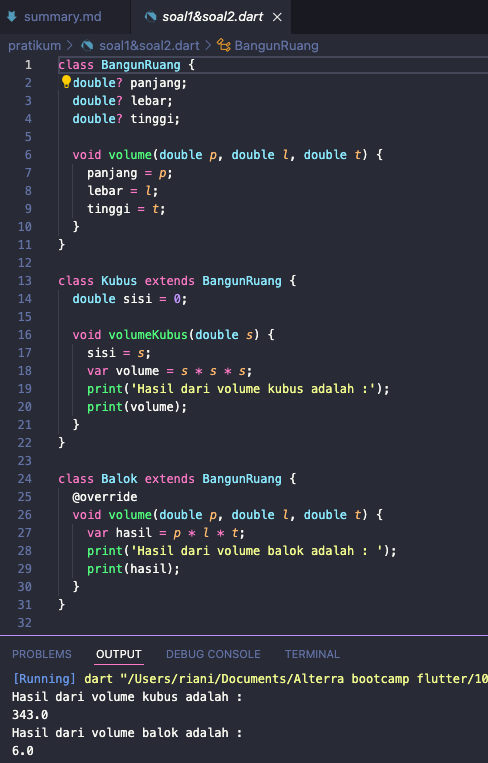 summary.md soal1&soal2.dart ×
pratikum > soal1&soal2.dart > BangunRuang
1 class BangunRuang {
2 double? panjang;
3 double? lebar;
4 double? tinggi;
5
6 void volume(double p, double l, double t) {
7 panjang = p;
8 lebar = l;
9 tinggi = t;
10 }
11 }
12
13 class Kubus extends BangunRuang {
14 double sisi = 0;
15
16 void volumeKubus(double s) {
17 sisi = s;
18 var volume = s * s * s;
19 print('Hasil dari volume kubus adalah :');
20 print(volume);
21 }
22 }
23
24 class Balok extends BangunRuang {
25 @override
26 void volume(double p, double l, double t) {
27 var hasil = p * l * t;
28 print('Hasil dari volume balok adalah : ');
29 print(hasil);
30 }
31 }
32
PROBLEMS OUTPUT DEBUG CONSOLE TERMINAL
[Running] dart "/Users/riani/Documents/Alterra bootcamp flutter/10
Hasil dari volume kubus adalah :
343.0
Hasil dari volume balok adalah :
6.0